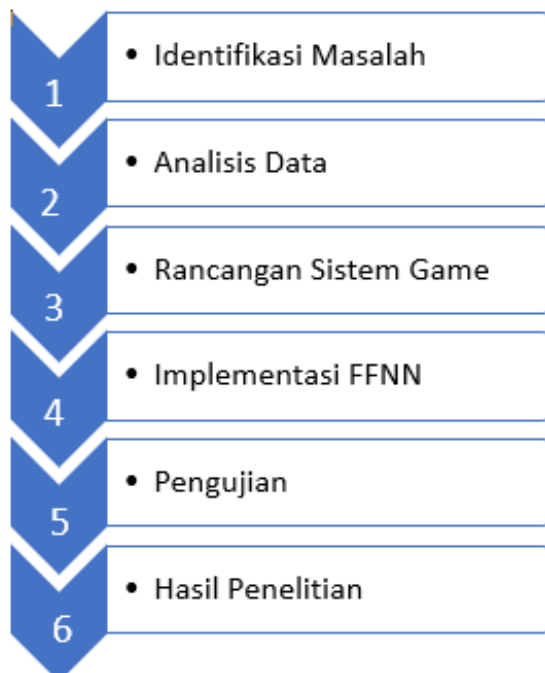 1
• Identifikasi Masalah
2
• Analisis Data
3
• Rancangan Sistem Game
4
• Implementasi FFNN
5
• Pengujian
6
• Hasil Penelitian